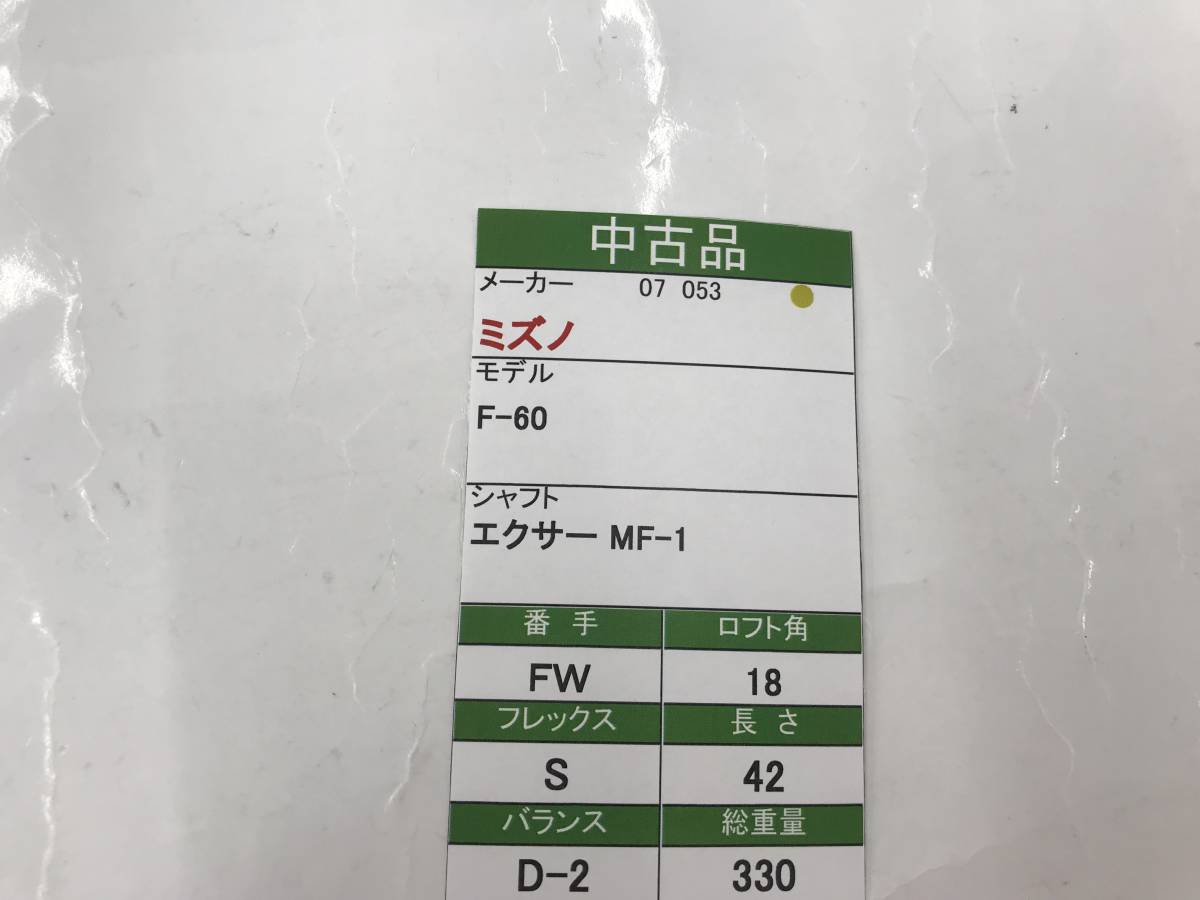 中古品
メーカー 07 053
ミズノ
モデル
F-60
シャフト
エクサー MF-1
番 手 ロフト角
FW 18
フレックス 長 さ
S 42
バランス 総重量
D-2 330